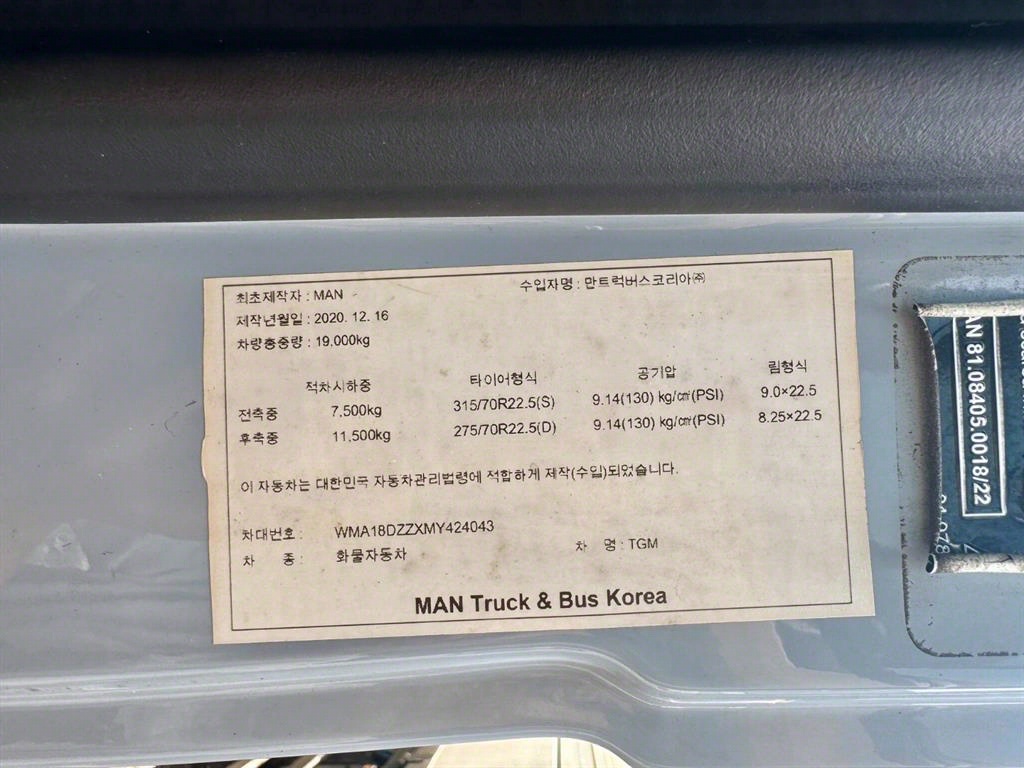 최초제작자 : MAN 수입자명 : 만트럭버스코리아㈜
제작년월일 : 2020. 12. 16
차량총중량 : 19,000kg
적차시하중 타이어형식 공기압 림형식
전축중 7,500kg 315/70R22.5(S) 9.14(130) kg/㎠(PSI) 9.0×22.5
후축중 11,500kg 275/70R22.5(D) 9.14(130) kg/㎠(PSI) 8.25×22.5
이 자동차는 대한민국 자동차관리법령에 적합하게 제작(수입)되었습니다.
차대번호 : WMA18DZZXMY424043
차 종 : 화물자동차 차 명 : TGM
MAN Truck & Bus Korea
AN 81.08405.0018/22